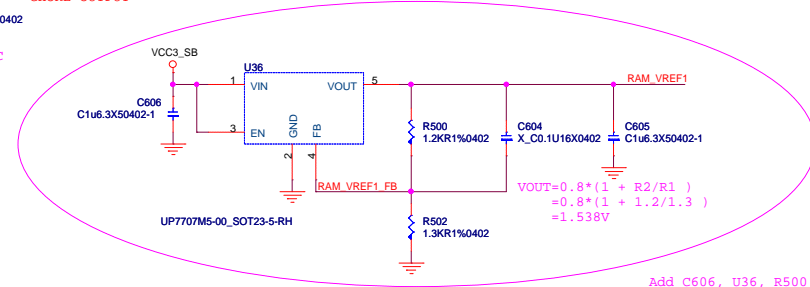 0402
VCC3_SB
U36
1
VIN
VOUT
5
RAM_VREF1
C606
C1u6.3X50402-1
3
EN
GND
FB
2
4
R500
1.2KR1%0402
C604
X_C0.1U16X0402
C605
C1u6.3X50402-1
RAM_VREF1_FB
VOUT=0.8*(1 + R2/R1 )
=0.8*(1 + 1.2/1.3 )
=1.538V
UP7707M5-00_SOT23-5-RH
R502
1.3KR1%0402
Add C606, U36, R500